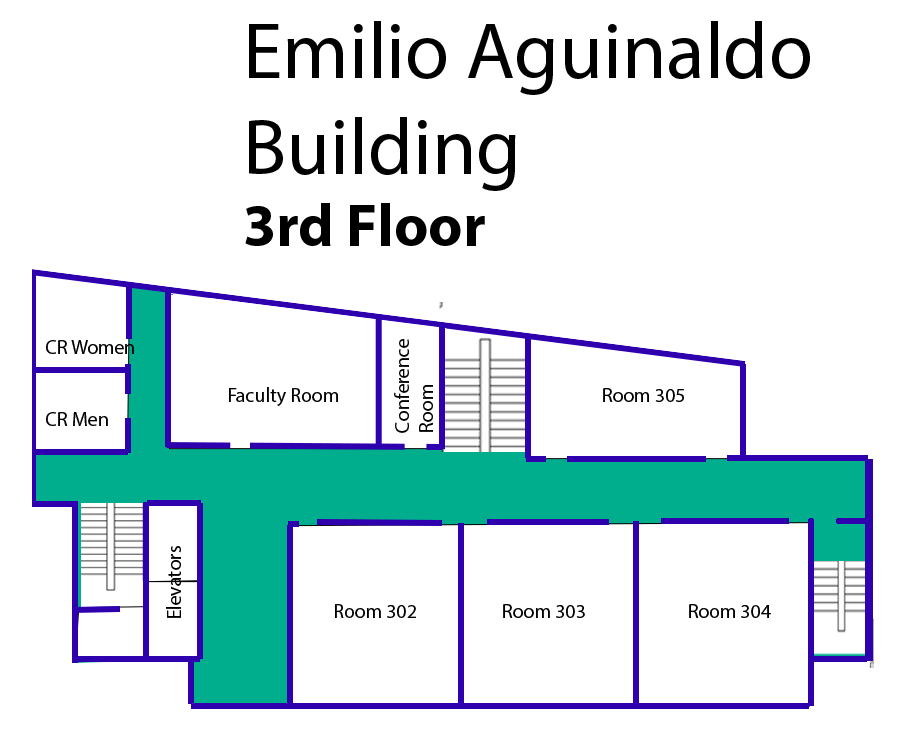 Emilio Aguinaldo
Building
3rd Floor
CR Women
CR Men
Faculty Room
Conference
Room
Room 305
Elevators
Room 302
Room 303
Room 304